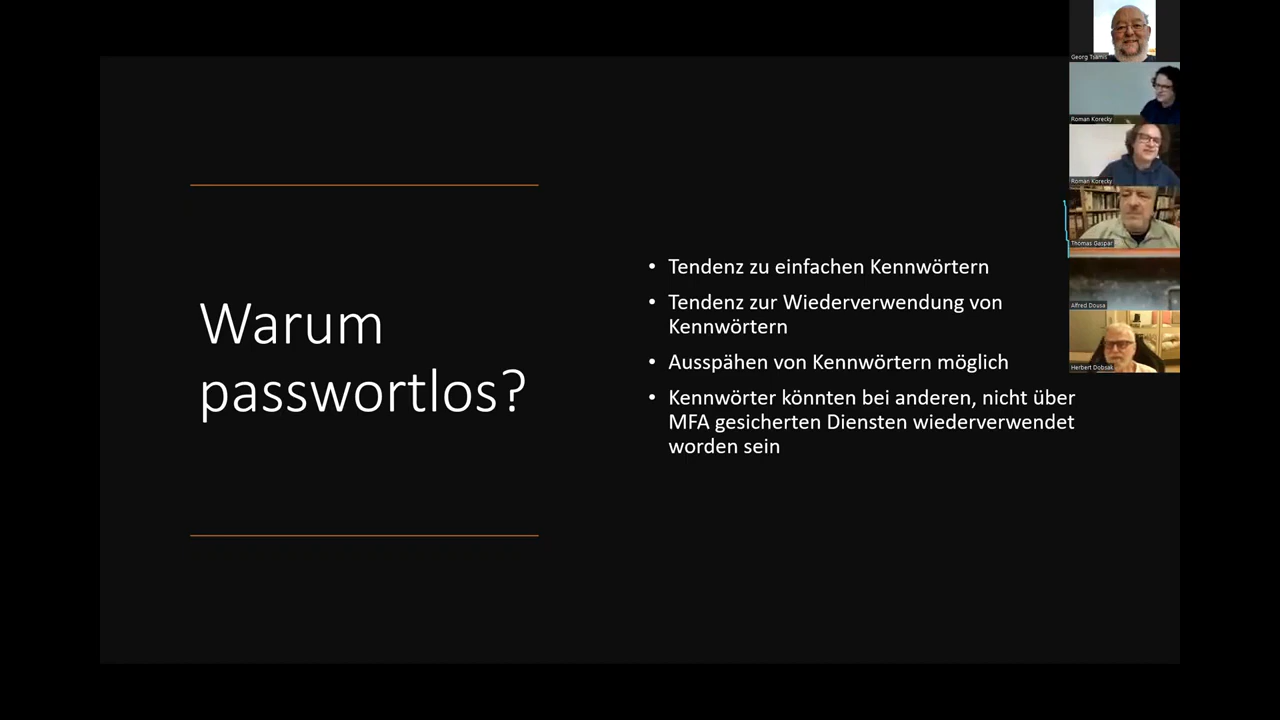 Warum
passwortlos?
• Tendenz zu einfachen Kennwörtern
• Tendenz zur Wiederverwendung von
Kennwörtern
• Ausspähen von Kennwörtern möglich
• Kennwörter könnten bei anderen, nicht über
MFA gesicherten Diensten wiederverwendet
worden sein
Georg Tsamis
Roman Korecky
Roman Korecky
Thomas Gaspar
Alfred Dousa
Herbert Dobsak